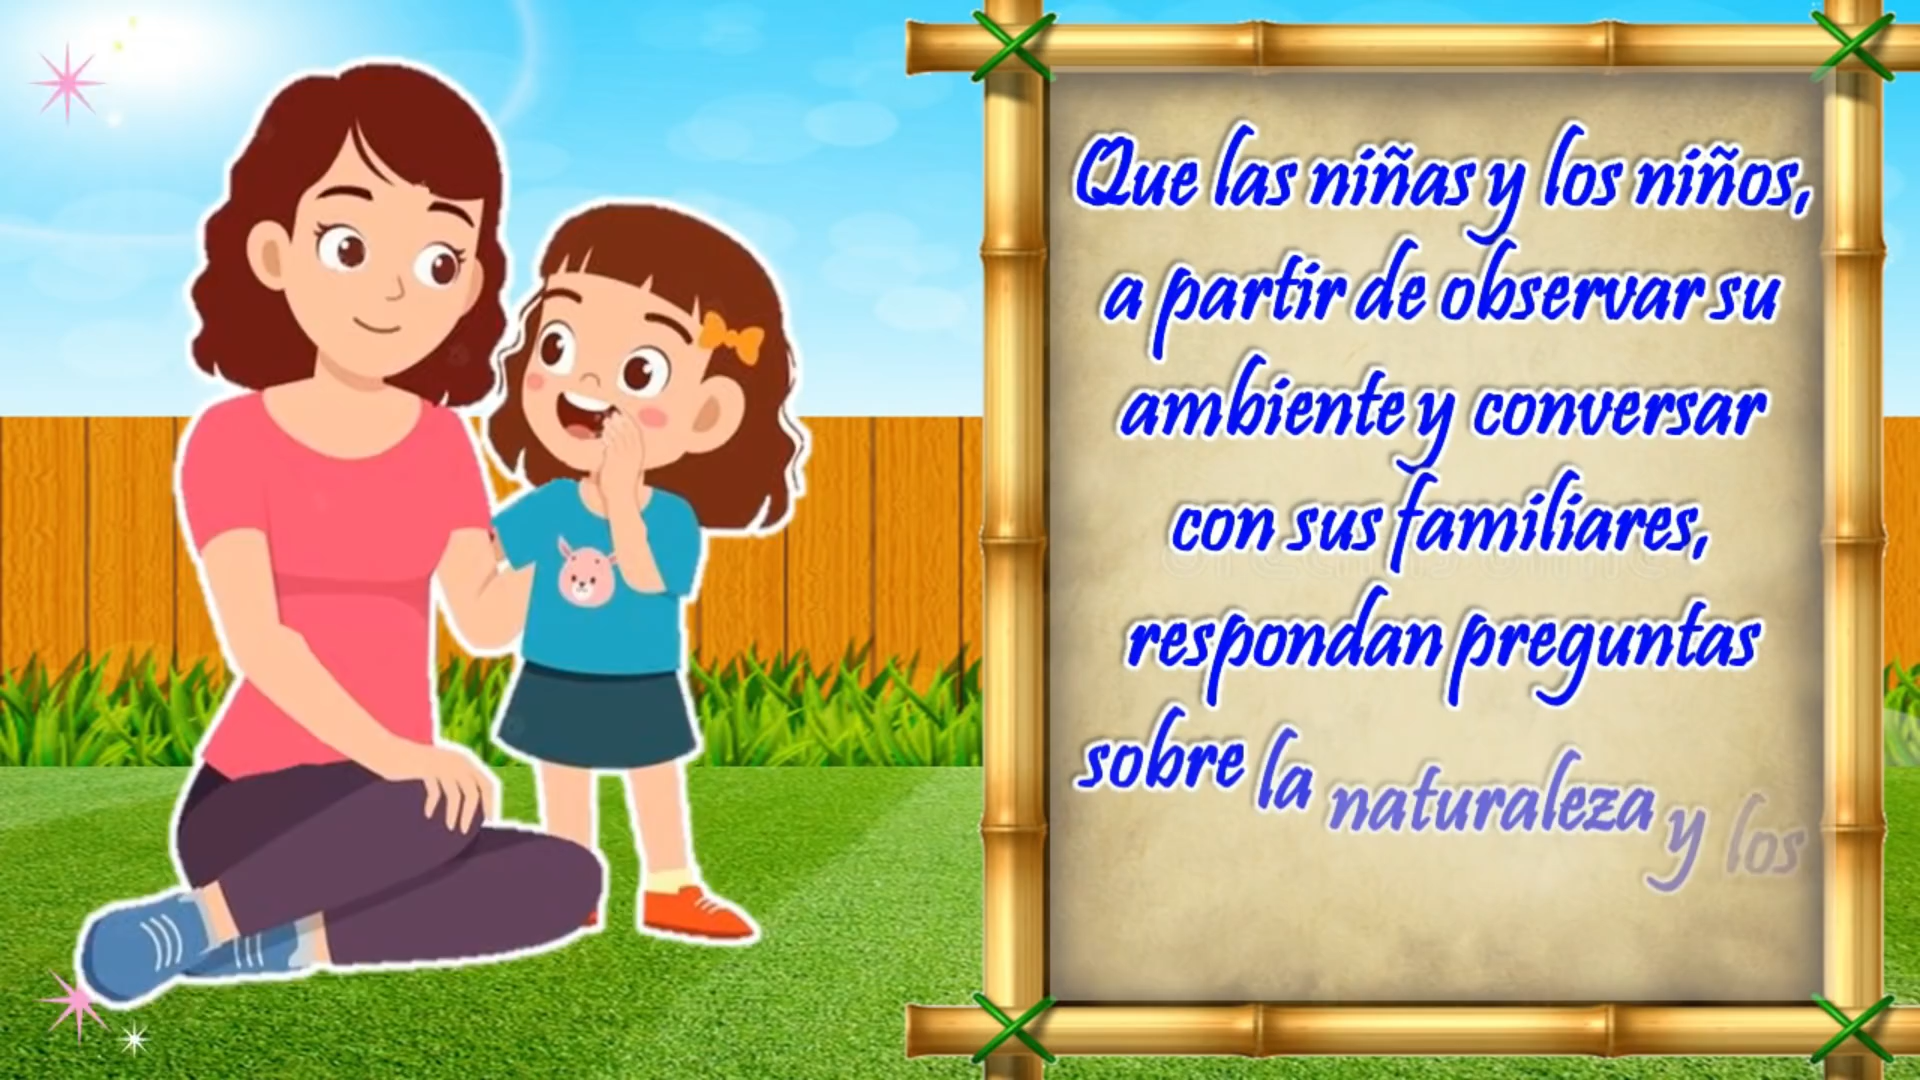 Que las niñas y los niños,
a partir de observar su
ambiente y conversar
con sus familiares,
respondan preguntas
sobre la naturaleza y los